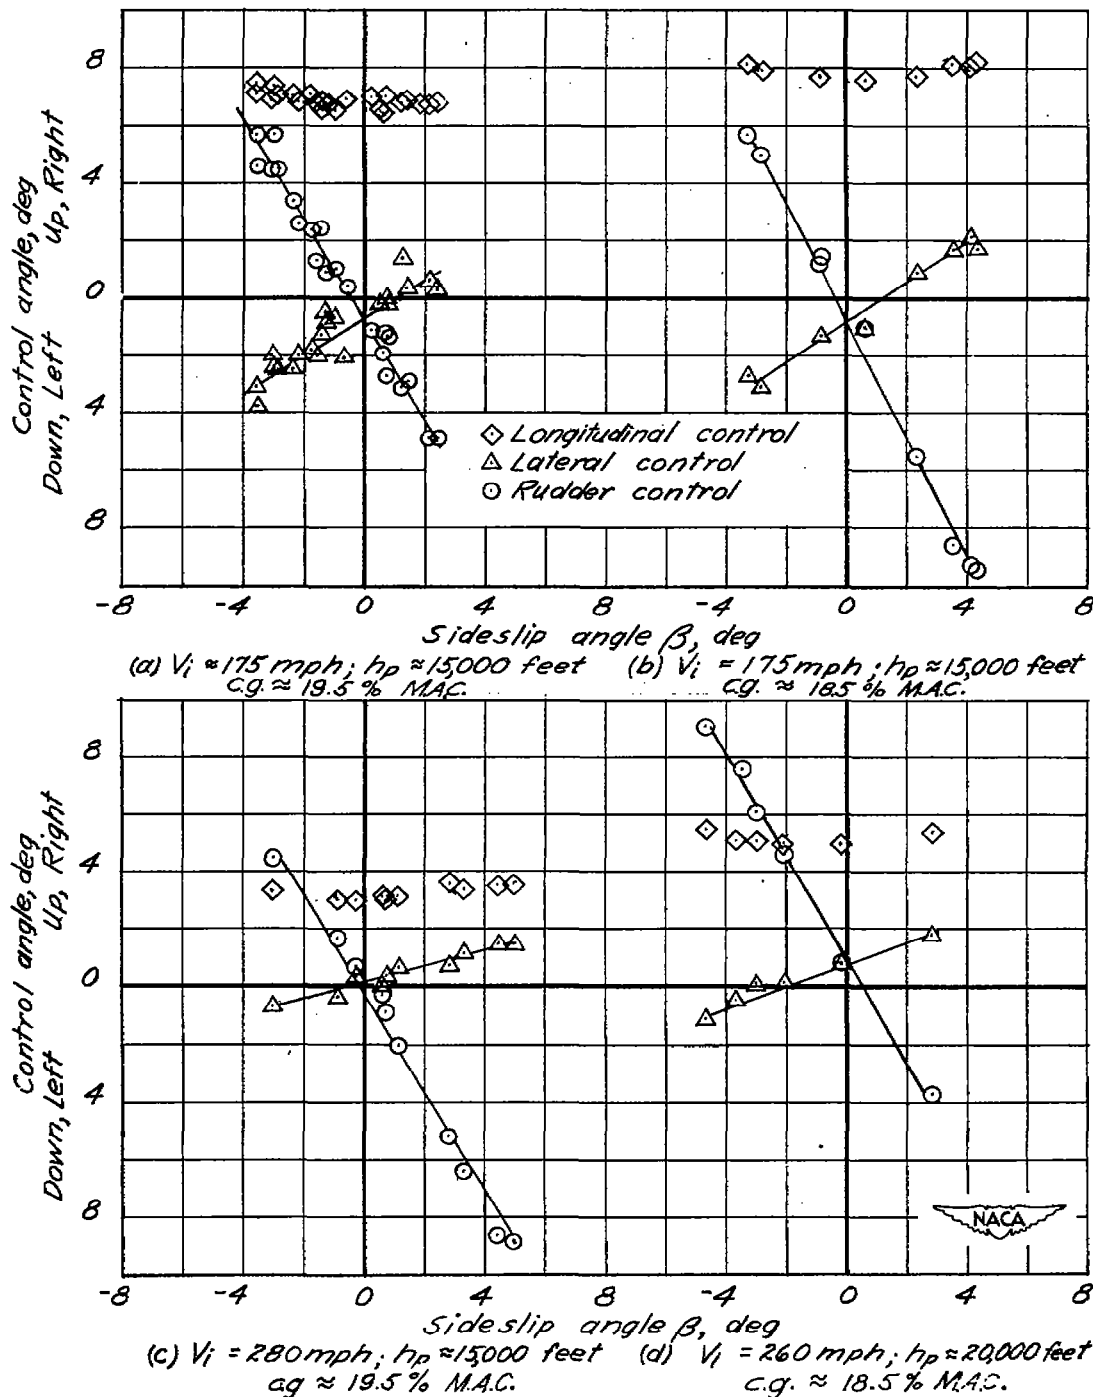 8
4
0
4
8
Control angle, deg
Down, Left Up, Right
Longitudinal control
Lateral control
Rudder control
-8 -4 0 4 8 -4 0 4 8
Sideslip angle β, deg
(a) Vi ≈ 175 mph; hp ≈ 15,000 feet (b) Vi = 175 mph; hp ≈ 15,000 feet
c.g. ≈ 19.5 % M.A.C. c.g. ≈ 18.5 % M.A.C.
8
4
0
4
8
Control angle, deg
Down, Left Up, Right
NACA
-8 -4 0 4 8 -4 0 4 8
Sideslip angle β, deg
(c) Vi = 280 mph; hp ≈ 15,000 feet (d) Vi = 260 mph; hp ≈ 20,000 feet
c.g ≈ 19.5 % M.A.C. c.g. ≈ 18.5 % M.A.C.